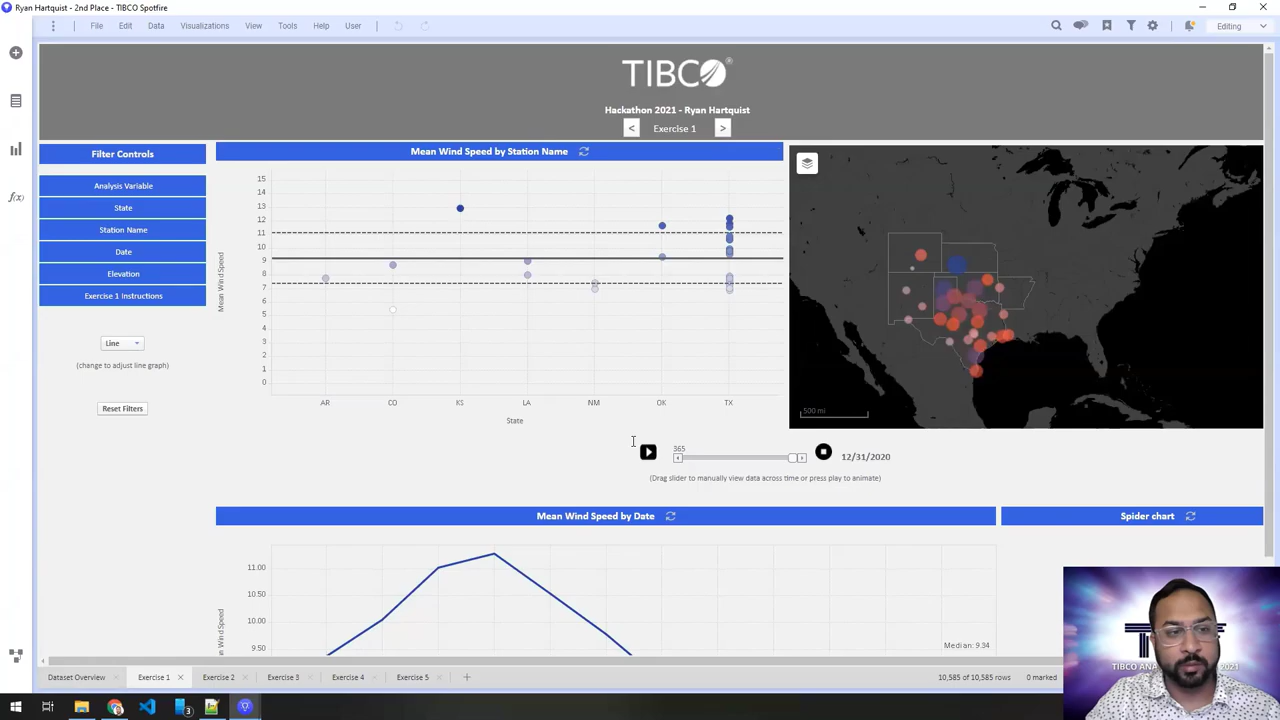 Ryan Hartquist - 2nd Place - TIBCO Spotfire
File Edit Data Visualizations View Tools Help User
Editing
TIBCO®
Hackathon 2021 - Ryan Hartquist
< Exercise 1 >
Filter Controls
Analysis Variable
State
Station Name
Date
Elevation
Exercise 1 Instructions
Line
(change to adjust line graph)
Reset Filters
Mean Wind Speed by Station Name
Mean Wind Speed
15
14
13
12
11
10
9
8
7
6
5
4
3
2
1
0
AR CO KS LA NM OK TX
State
500 mi
365
12/31/2020
(Drag slider to manually view data across time or press play to animate)
Mean Wind Speed by Date
Spider chart
Mean Wind Speed
11.00
10.50
10.00
9.50
Median: 9.34
Dataset Overview
Exercise 1
Exercise 2
Exercise 3
Exercise 4
Exercise 5
10,585 of 10,585 rows
0 marked
f(x)